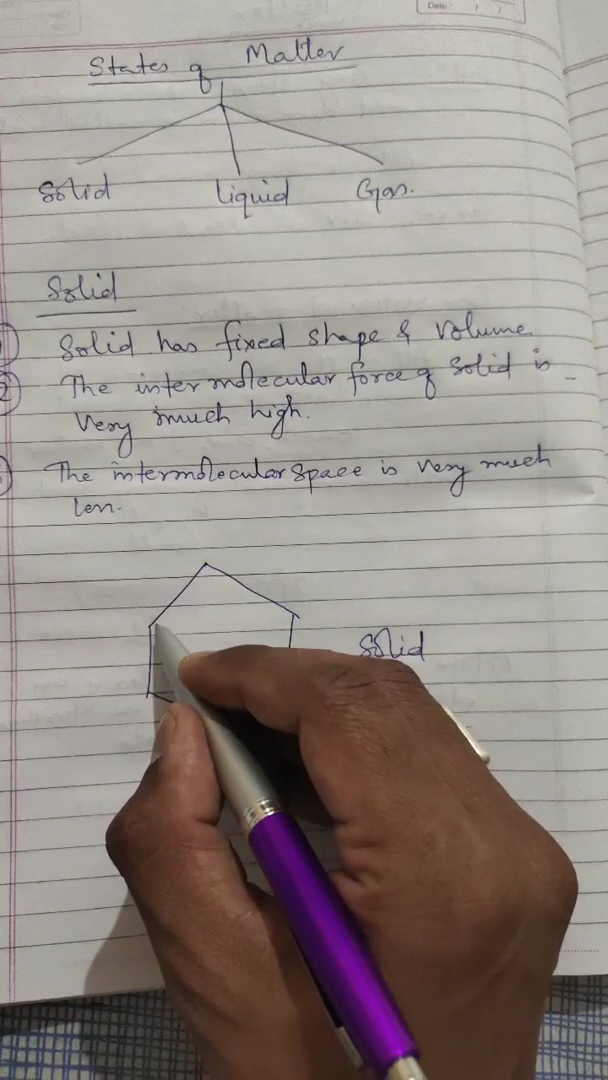 Date : / /
States of Matter
Solid Liquid Gas.
Solid
Solid has fixed shape & volume
2 The intermolecular force of solid is
very much high.
The intermolecular space is very much
less.
Solid